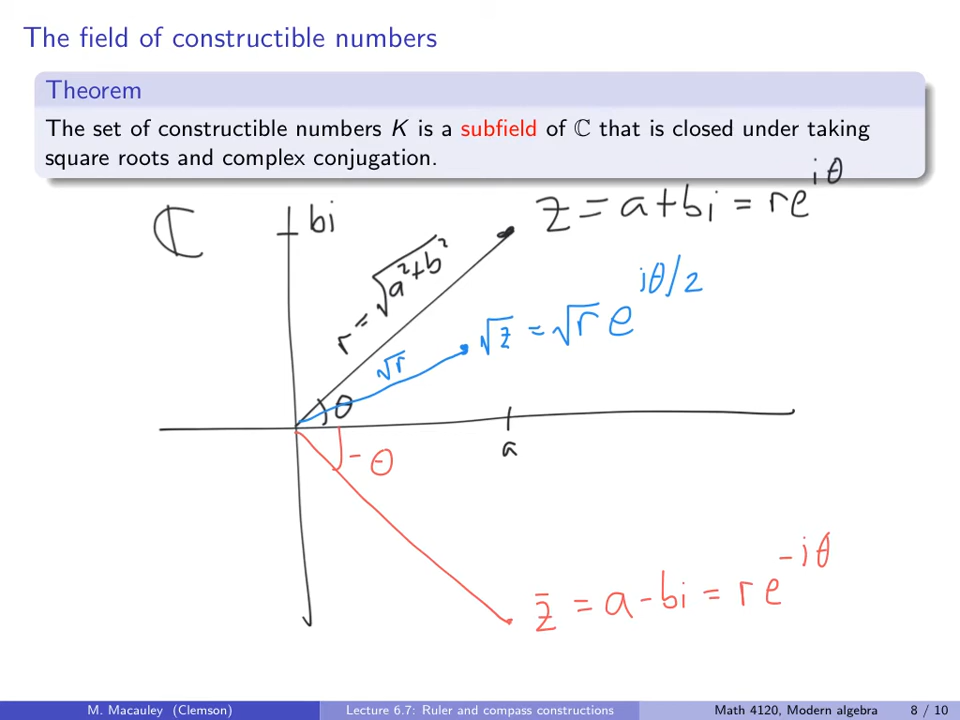 The field of constructible numbers
Theorem
The set of constructible numbers K is a subfield of ℂ that is closed under taking
square roots and complex conjugation.
ℂ
bi
z = a + bi = re^{iθ}
r = √(a² + b²)
√z = √r e^{iθ/2}
√r
θ
a
-θ
z̄ = a - bi = re^{-iθ}
M. Macauley (Clemson)
Lecture 6.7: Ruler and compass constructions
Math 4120, Modern algebra
8 / 10